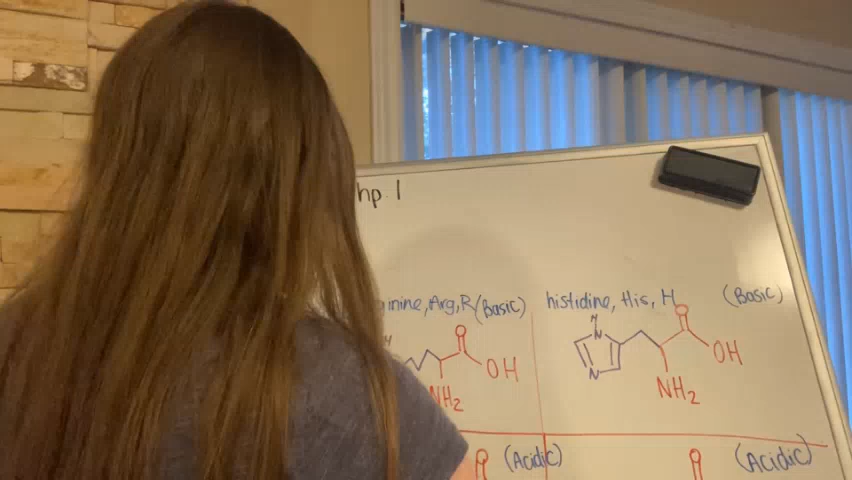 hp. 1
inine, Arg, R (Basic)
histidine, His, H (Basic)
H
N
N
OH
NH2
OH
NH2
(Acidic)
(Acidic)